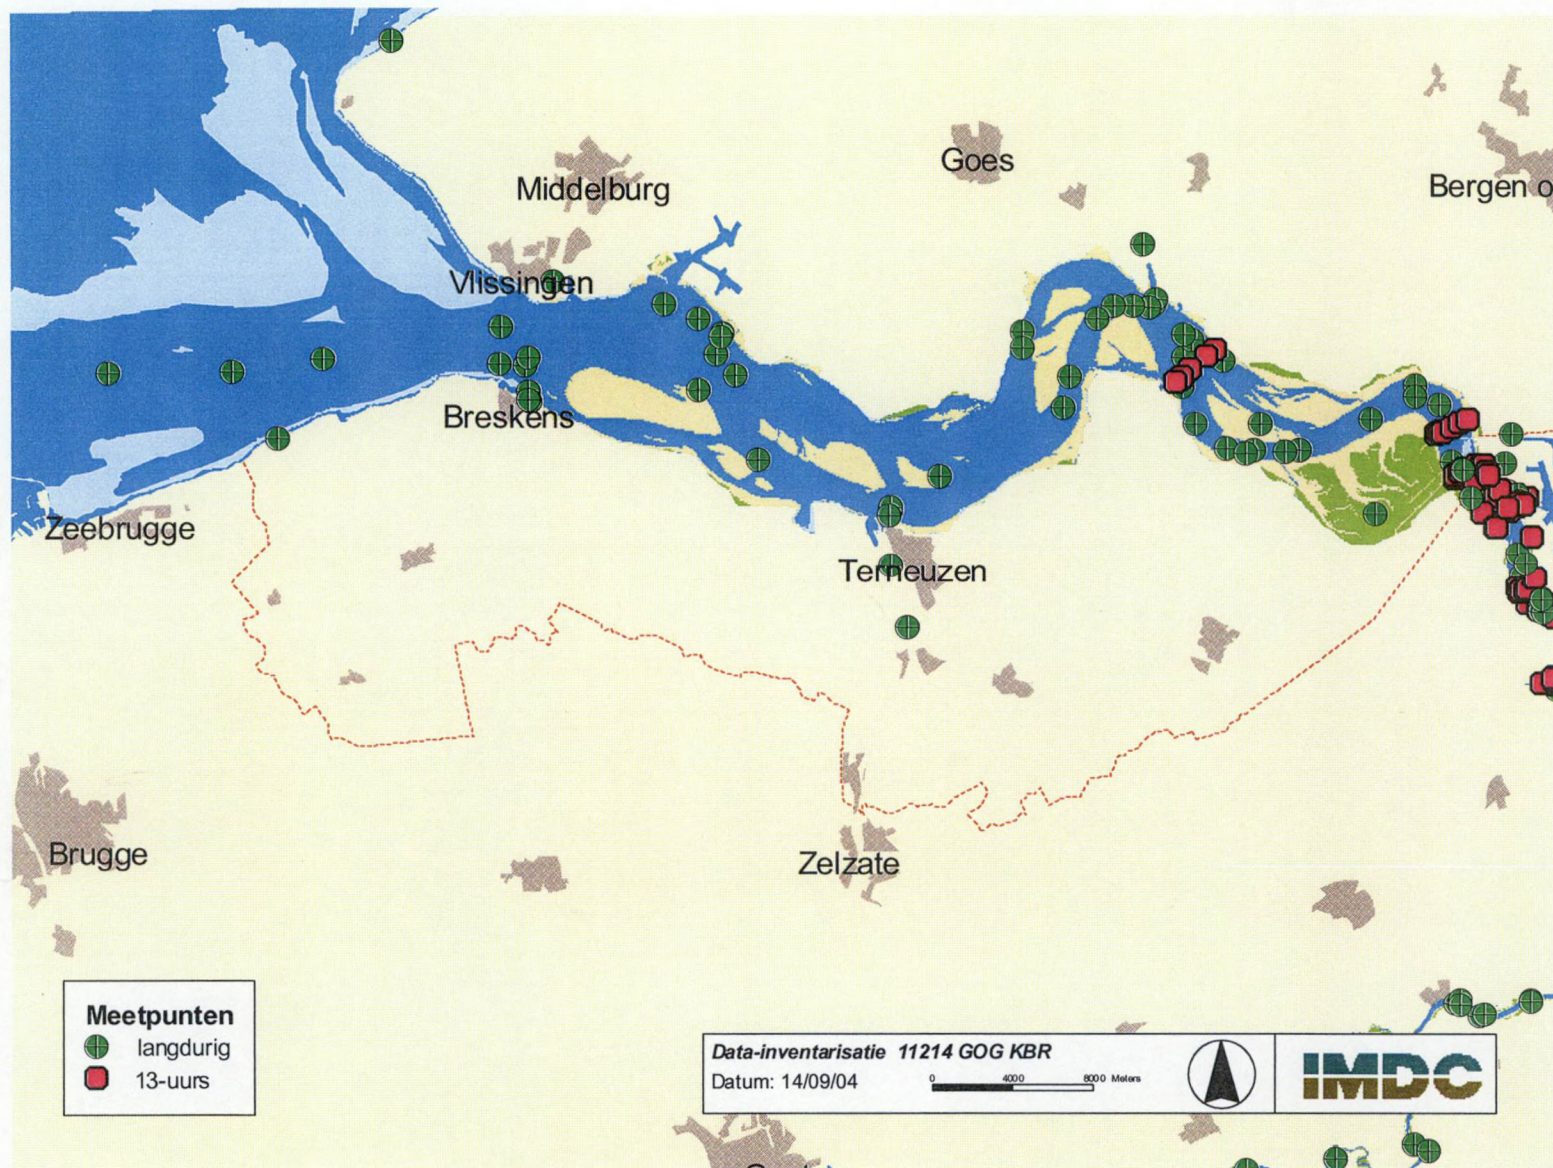 Middelburg
Goes
Bergen o
Vlissingen
Breskens
Zeebrugge
Terneuzen
Brugge
Zelzate
Meetpunten
langdurig
13-uurs
Data-inventarisatie 11214 GOG KBR
Datum: 14/09/04
0 4000 8000 Meters
IMDC